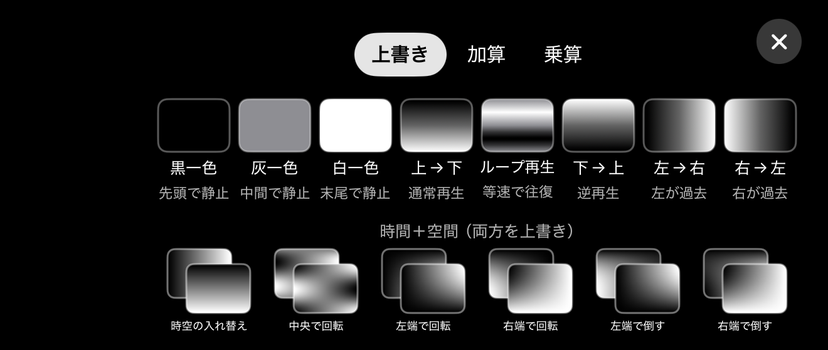 上書き 加算 乗算
黒一色 灰一色 白一色 上→下 ループ再生 下→上 左→右 右→左
先頭で静止 中間で静止 末尾で静止 通常再生 等速で往復 逆再生 左が過去 右が過去
時間＋空間（両方を上書き）
時空の入れ替え 中央で回転 左端で回転 右端で回転 左端で倒す 右端で倒す